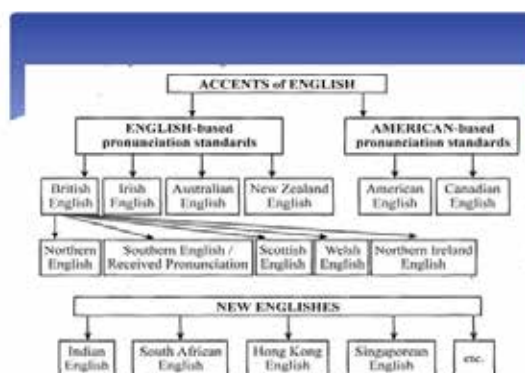 ACCENTS of ENGLISH
ENGLISH-based
pronunciation standards
AMERICAN-based
pronunciation standards
British
English
Irish
English
Australian
English
New Zealand
English
American
English
Canadian
English
Northern
English
Southern English /
Received Pronunciation
Scottish
English
Welsh
English
Northern Ireland
English
NEW ENGLISHES
Indian
English
South African
English
Hong Kong
English
Singaporean
English
etc.